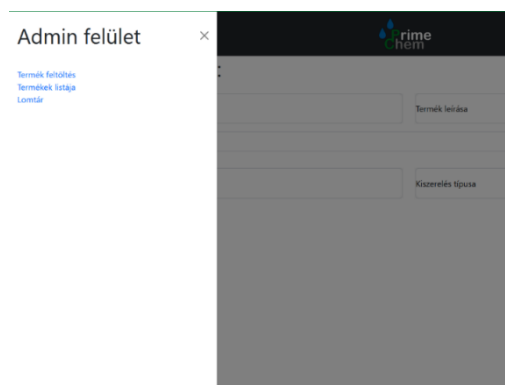 Admin felület
×
Prime
Chem
Termék feltöltés
Termékek listája
Lomtár
:
Termék leírása
Kiszerelés típusa